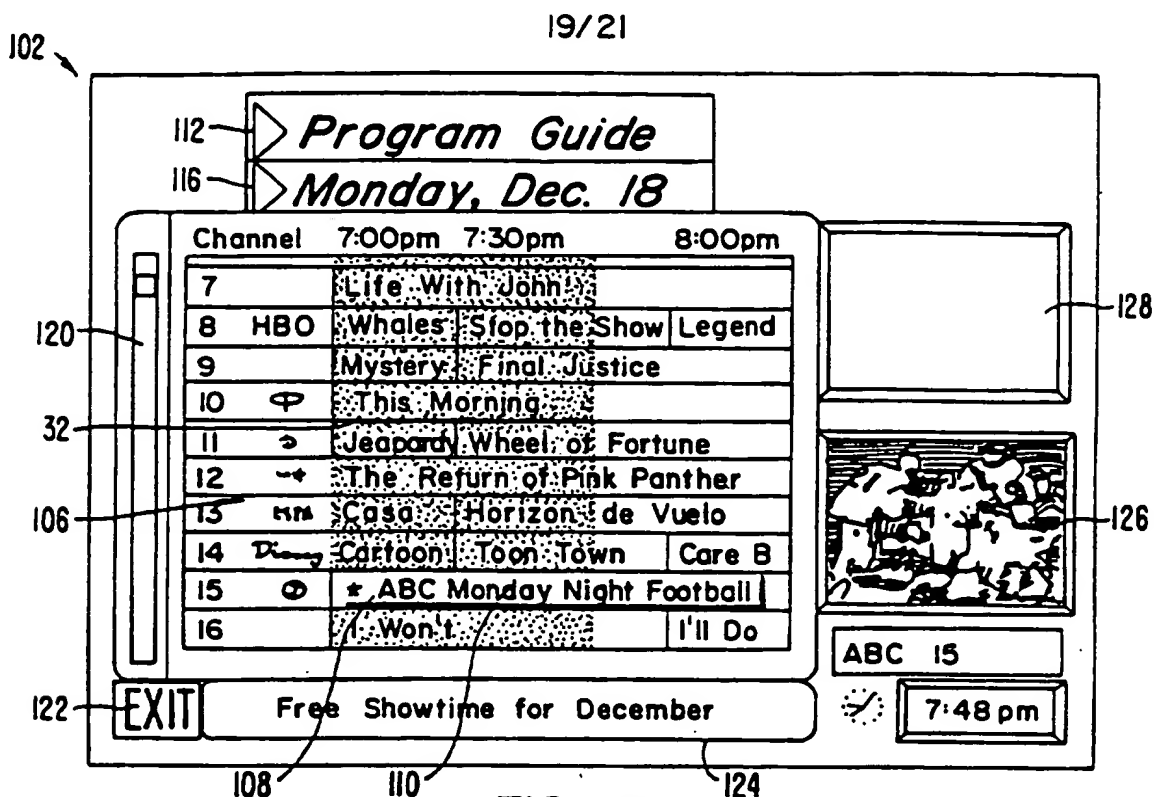 19/21
102
112 Program Guide
116 Monday, Dec. 18
Channel 7:00pm 7:30pm 8:00pm
7 Life With John!
8 HBO Whales Stop the Show Legend
128
120
9 Mystery Final Justice
10 This Morning
32
11 Jeapordy Wheel of Fortune
12 The Return of Pink Panther
106
13 Casa Horizon de Vuelo
126
14 Disney Cartoon Toon Town Care B
15 * ABC Monday Night Football
16 I Won't I'll Do
ABC 15
122 EXIT Free Showtime for December 7:48 pm
108 110 124